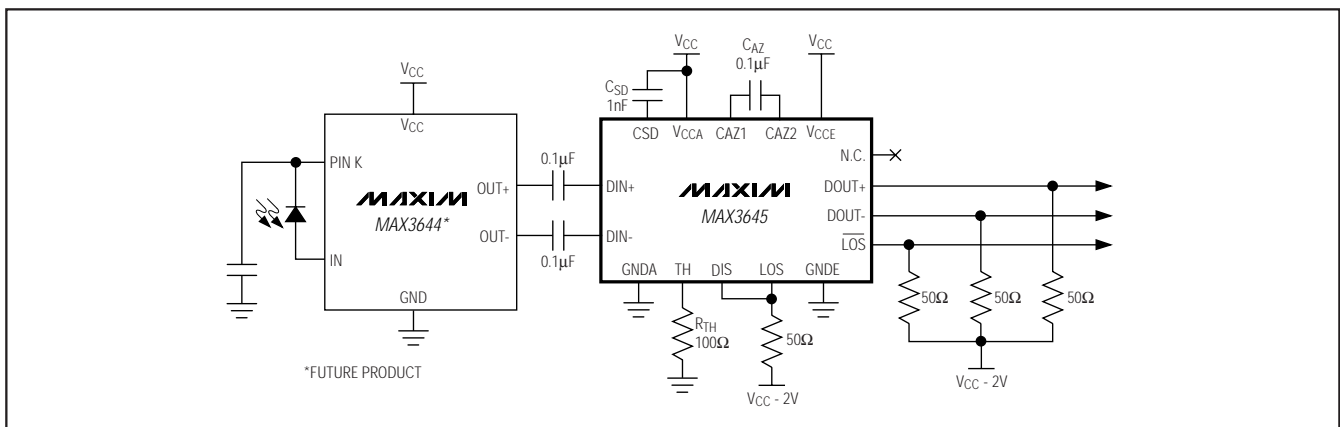 VCC
CAZ
0.1μF
VCC
VCC
CSD
1nF
VCC
CSD
VCCA
CAZ1
CAZ2
VCCE
N.C.
PIN K
0.1μF
OUT+
DIN+
DOUT+
MAXIM
MAX3644*
MAXIM
MAX3645
DOUT-
OUT-
DIN-
LOS
IN
0.1μF
GNDA
TH
DIS
LOS
GNDE
GND
50Ω
50Ω
50Ω
RTH
100Ω
50Ω
*FUTURE PRODUCT
VCC - 2V
VCC - 2V